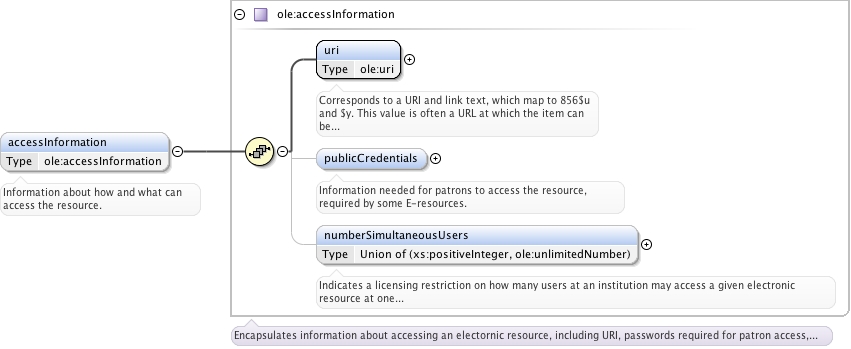 ole:accessInformation
uri
Type ole:uri
Corresponds to a URI and link text, which map to 856$u
and $y. This value is often a URL at which the item can
be...
accessInformation
Type ole:accessInformation
Information about how and what can
access the resource.
publicCredentials
Information needed for patrons to access the resource,
required by some E-resources.
numberSimultaneousUsers
Type Union of (xs:positiveInteger, ole:unlimitedNumber)
Indicates a licensing restriction on how many users at an institution may access a given electronic
resource at one...
Encapsulates information about accessing an electornic resource, including URI, passwords required for patron access,...